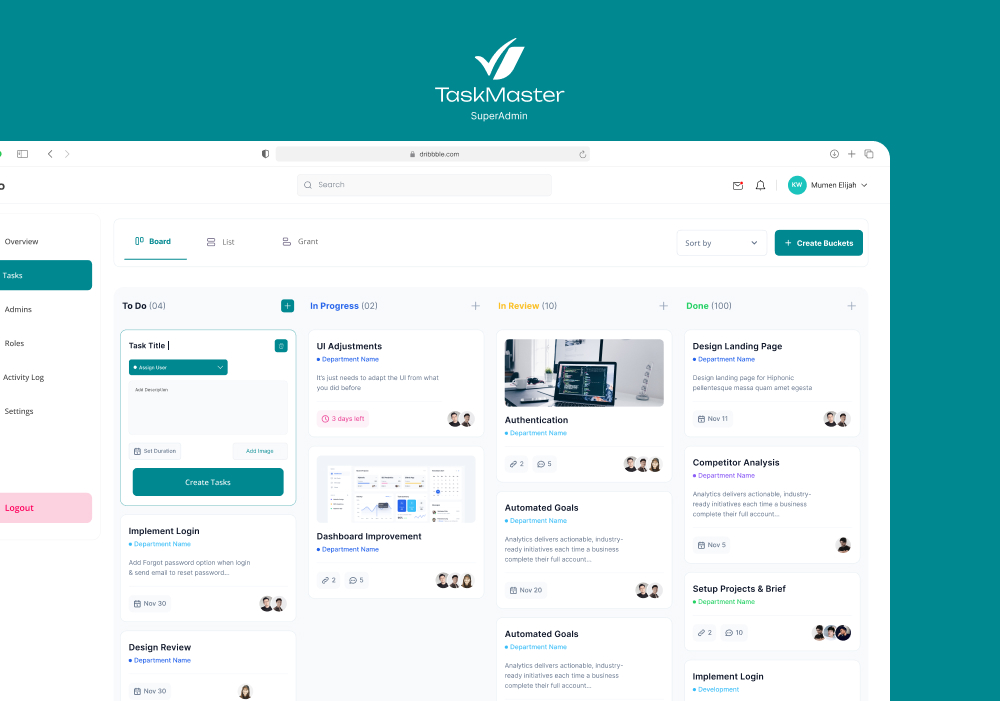 TaskMaster
SuperAdmin
dribbble.com
o
Search
KW
Mumen Elijah
Overview
Tasks
Admins
Roles
Activity Log
Settings
Logout
Board
List
Grant
Sort by
+ Create Buckets
To Do (04)
Task Title
Assign User
Add Description
Set Duration
Add Image
Create Tasks
Implement Login
Department Name
Add Forgot password option when login
& send email to reset password...
Nov 30
Design Review
Department Name
Nov 30
In Progress (02)
UI Adjustments
Department Name
It's just needs to adapt the UI from what
you did before
3 days left
Dashboard Improvement
Department Name
2
5
In Review (10)
Authentication
Department Name
2
5
Automated Goals
Department Name
Analytics delivers actionable, industry-
ready initiatives each time a business
complete their full account...
Nov 20
Automated Goals
Department Name
Analytics delivers actionable, industry-
ready initiatives each time a business
complete their full account...
Done (100)
Design Landing Page
Department Name
Design landing page for Hiphonic
pellentesque massa quam amet egeste
Nov 11
Competitor Analysis
Department Name
Analytics delivers actionable, industry-
ready initiatives each time a business
complete their full account...
Nov 5
Setup Projects & Brief
Department Name
2
10
Implement Login
Development